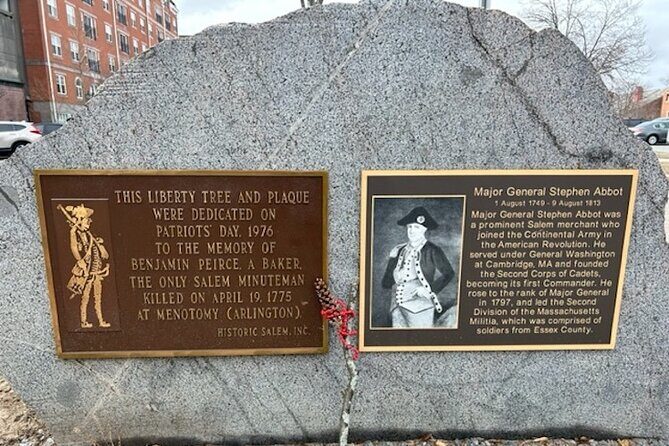 THIS LIBERTY TREE AND PLAQUE
WERE DEDICATED ON
PATRIOTS' DAY, 1976
TO THE MEMORY OF
BENJAMIN PEIRCE, A BAKER,
THE ONLY SALEM MINUTEMAN
KILLED ON APRIL 19, 1775
AT MENOTOMY (ARLINGTON).
HISTORIC SALEM, INC.
Major General Stephen Abbot
1 August 1749 - 9 August 1813
Major General Stephen Abbot was
a prominent Salem merchant who
joined the Continental Army in
the American Revolution. He
served under General Washington
at Cambridge, MA and founded
the Second Corps of Cadets,
becoming its first Commander. He
rose to the rank of Major General
in 1797, and led the Second
Division of the Massachusetts
Militia, which was comprised of
soldiers from Essex County.